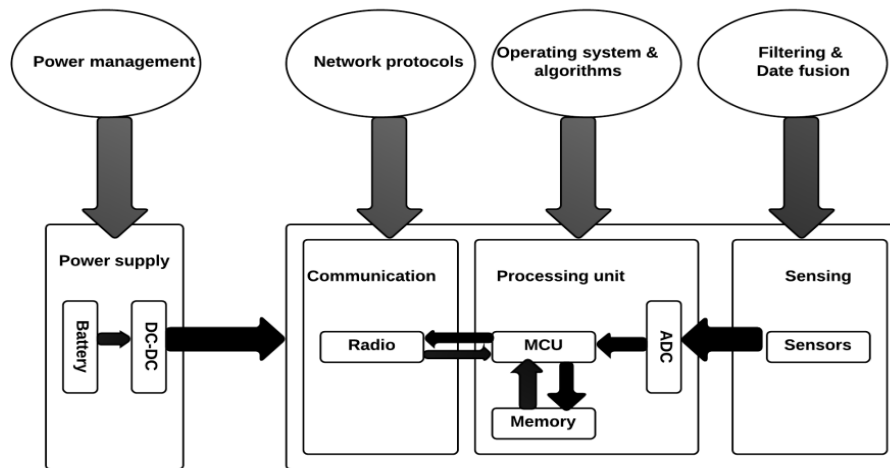 Power management
Network protocols
Operating system &
algorithms
Filtering &
Date fusion
Power supply
Communication
Processing unit
Sensing
Battery
DC-DC
Radio
MCU
ADC
Sensors
Memory